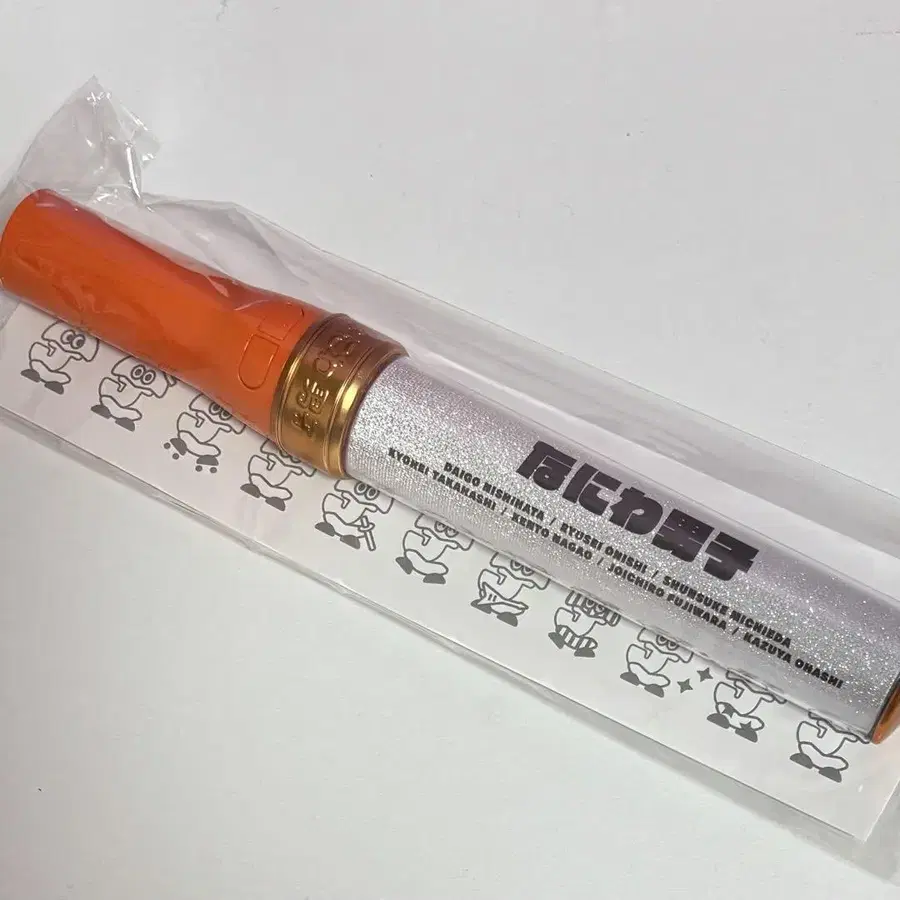 なにわ男子
DAIGO NISHIHATA / RYUSEI ONISHI / SHUNSUKE MICHIEDA
KYOHEI TAKAHASHI / KENTO NAGAO / JOICHIRO FUJIWARA / KAZUYA OHASHI